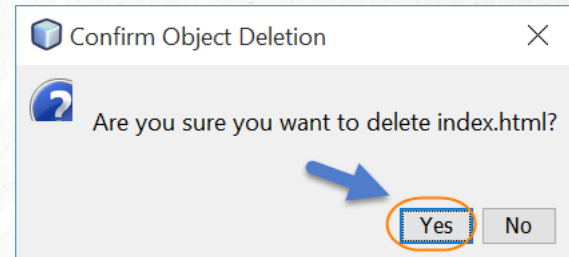 Confirm Object Deletion
Are you sure you want to delete index.html?
Yes No